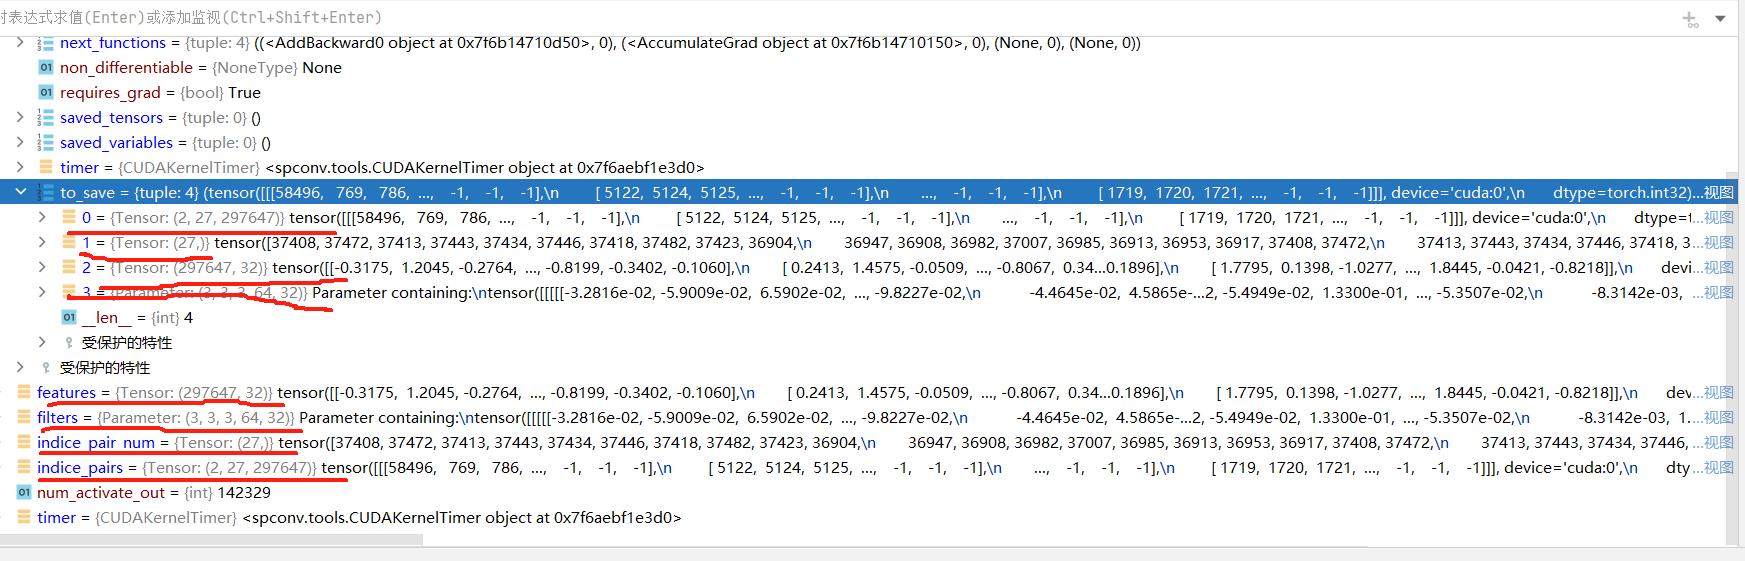 时表达式求值(Enter)或添加监视(Ctrl+Shift+Enter)
next_functions = {tuple: 4} ((<AddBackward0 object at 0x7f6b14710d50>, 0), (<AccumulateGrad object at 0x7f6b14710150>, 0), (None, 0), (None, 0))
non_differentiable = {NoneType} None
requires_grad = {bool} True
saved_tensors = {tuple: 0} ()
saved_variables = {tuple: 0} ()
timer = {CUDAKernelTimer} <spconv.tools.CUDAKernelTimer object at 0x7f6aebf1e3d0>
to_save = {tuple: 4} (tensor([[[58496, 769, 786, ..., -1, -1, -1],\n [ 5122, 5124, 5125, ..., -1, -1, -1],\n ..., -1, -1, -1],\n [ 1719, 1720, 1721, ..., -1, -1, -1]]], device='cuda:0',\n dtype=torch.int32)...视图
0 = {Tensor: (2, 27, 297647)} tensor([[[58496, 769, 786, ..., -1, -1, -1],\n [ 5122, 5124, 5125, ..., -1, -1, -1],\n ..., -1, -1, -1],\n [ 1719, 1720, 1721, ..., -1, -1, -1]]], device='cuda:0',\n dtype=t...视图
1 = {Tensor: (27,)} tensor([37408, 37472, 37413, 37443, 37434, 37446, 37418, 37482, 37423, 36904,\n 36947, 36908, 36982, 37007, 36985, 36913, 36953, 36917, 37408, 37472,\n 37413, 37443, 37434, 37446, 37418, 3...视图
2 = {Tensor: (297647, 32)} tensor([[-0.3175, 1.2045, -0.2764, ..., -0.8199, -0.3402, -0.1060],\n [ 0.2413, 1.4575, -0.0509, ..., -0.8067, 0.34...0.1896],\n [ 1.7795, 0.1398, -1.0277, ..., 1.8445, -0.0421, -0.8218]],\n devi...视图
3 = {Parameter: (3, 3, 3, 64, 32)} Parameter containing:\ntensor([[[[[-3.2816e-02, -5.9009e-02, 6.5902e-02, ..., -9.8227e-02,\n -4.4645e-02, 4.5865e-...2, -5.4949e-02, 1.3300e-01, ..., -5.3507e-02,\n -8.3142e-03, ...视图
__len__ = {int} 4
受保护的特性
受保护的特性
features = {Tensor: (297647, 32)} tensor([[-0.3175, 1.2045, -0.2764, ..., -0.8199, -0.3402, -0.1060],\n [ 0.2413, 1.4575, -0.0509, ..., -0.8067, 0.34...0.1896],\n [ 1.7795, 0.1398, -1.0277, ..., 1.8445, -0.0421, -0.8218]],\n dev...视图
filters = {Parameter: (3, 3, 3, 64, 32)} Parameter containing:\ntensor([[[[[-3.2816e-02, -5.9009e-02, 6.5902e-02, ..., -9.8227e-02,\n -4.4645e-02, 4.5865e-...2, -5.4949e-02, 1.3300e-01, ..., -5.3507e-02,\n -8.3142e-03, 1...视图
indice_pair_num = {Tensor: (27,)} tensor([37408, 37472, 37413, 37443, 37434, 37446, 37418, 37482, 37423, 36904,\n 36947, 36908, 36982, 37007, 36985, 36913, 36953, 36917, 37408, 37472,\n 37413, 37443, 37434, 37446, ...视图
indice_pairs = {Tensor: (2, 27, 297647)} tensor([[[58496, 769, 786, ..., -1, -1, -1],\n [ 5122, 5124, 5125, ..., -1, -1, -1],\n ..., -1, -1, -1],\n [ 1719, 1720, 1721, ..., -1, -1, -1]]], device='cuda:0',\n dty...视图
num_activate_out = {int} 142329
timer = {CUDAKernelTimer} <spconv.tools.CUDAKernelTimer object at 0x7f6aebf1e3d0>